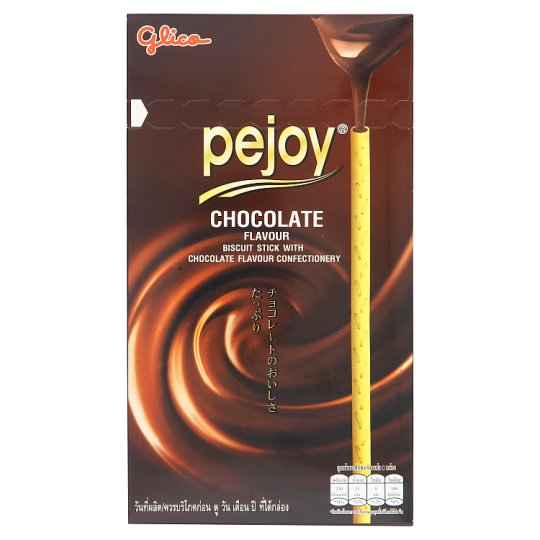 Glico
pejoy®
CHOCOLATE
FLAVOUR
BISCUIT STICK WITH
CHOCOLATE FLAVOUR CONFECTIONERY
チョコレートのおいしさ
たっぷり
วันที่ผลิต/ควรบริโภคก่อน ดู วัน เดือน ปี ที่ใต้กล่อง